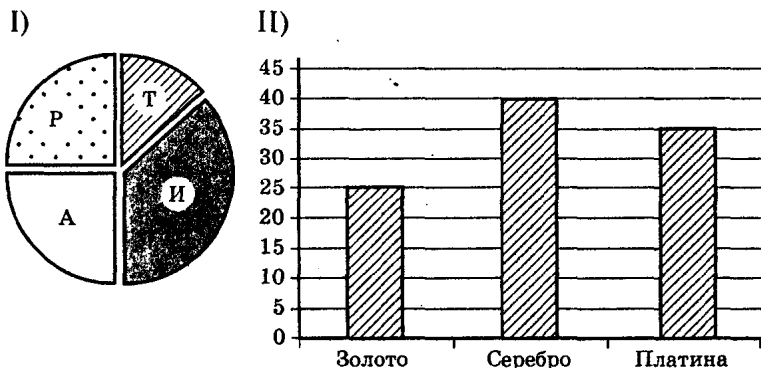 I)
Т
Р
И
А
II)
45
40
35
30
25
20
15
10
5
0
Золото
Серебро
Платина